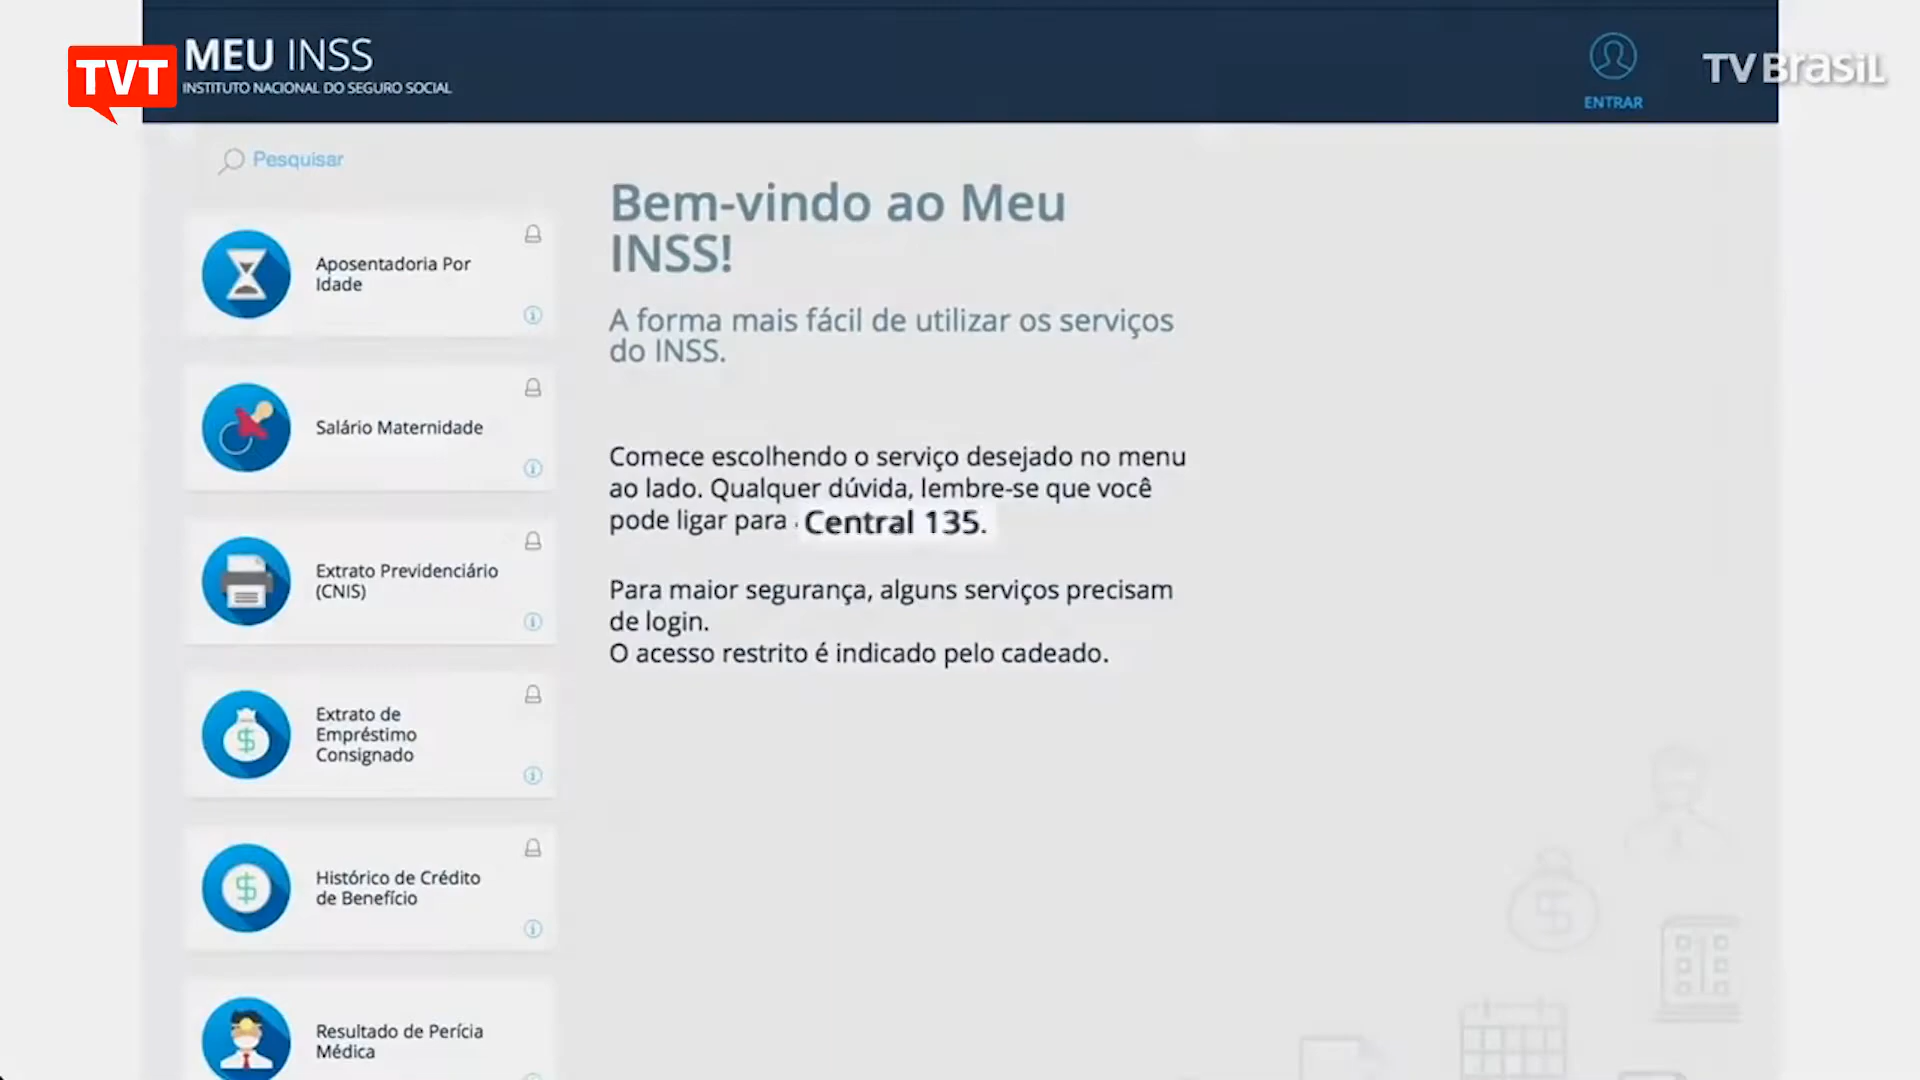 TVT
MEU INSS
INSTITUTO NACIONAL DO SEGURO SOCIAL
ENTRAR
TV BrasiL
Pesquisar
Aposentadoria Por
Idade
Salário Maternidade
Extrato Previdenciário
(CNIS)
Extrato de
Empréstimo
Consignado
Histórico de Crédito
de Benefício
Resultado de Perícia
Médica
Bem-vindo ao Meu
INSS!
A forma mais fácil de utilizar os serviços
do INSS.
Comece escolhendo o serviço desejado no menu
ao lado. Qualquer dúvida, lembre-se que você
pode ligar para Central 135.
Para maior segurança, alguns serviços precisam
de login.
O acesso restrito é indicado pelo cadeado.